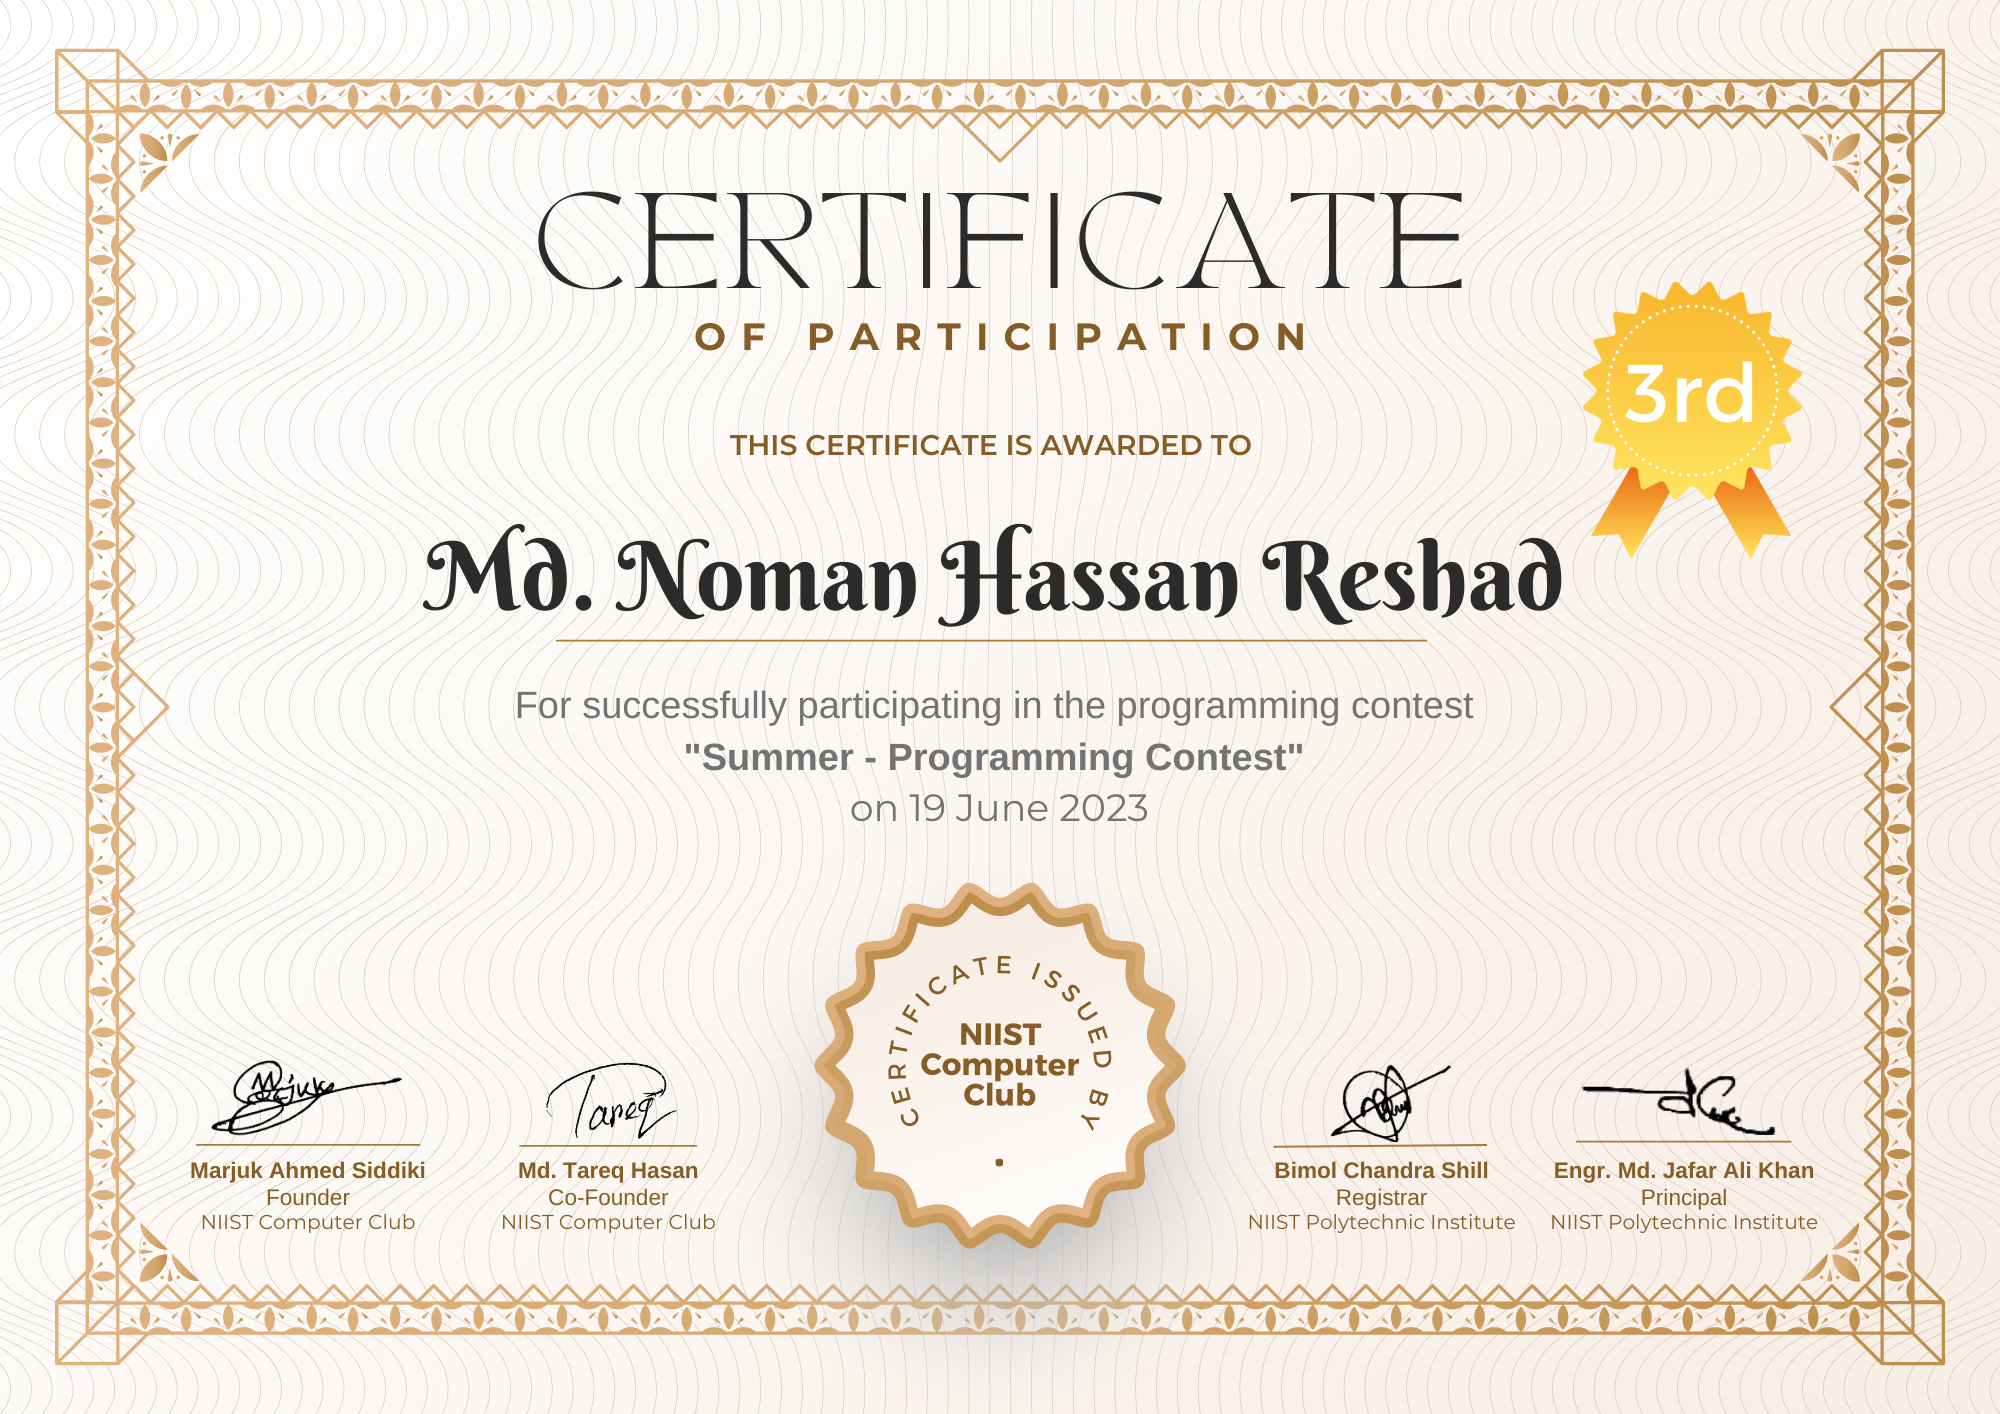 CERTIFICATE
OF PARTICIPATION
3rd
THIS CERTIFICATE IS AWARDED TO
Md. Noman Hassan Reshad
For successfully participating in the programming contest
"Summer - Programming Contest"
on 19 June 2023
CERTIFICATE ISSUED BY
NIIST
Computer
Club
Marjuk
Marjuk Ahmed Siddiki
Founder
NIIST Computer Club
Tareq
Md. Tareq Hasan
Co-Founder
NIIST Computer Club
Bimol Chandra Shill
Registrar
NIIST Polytechnic Institute
Engr. Md. Jafar Ali Khan
Principal
NIIST Polytechnic Institute